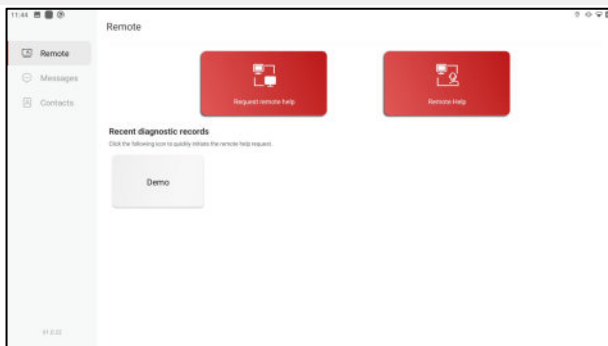 11:44
Remote
Remote
Messages
Contacts
Request remote help
Remote Help
Recent diagnostic records
Click the following icon to quickly initiate the remote help request.
Demo